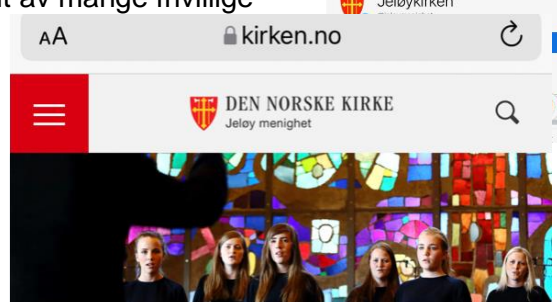 t av mange frivillige
Jeløykirken
AA
kirken.no
DEN NORSKE KIRKE
Jeløy menighet